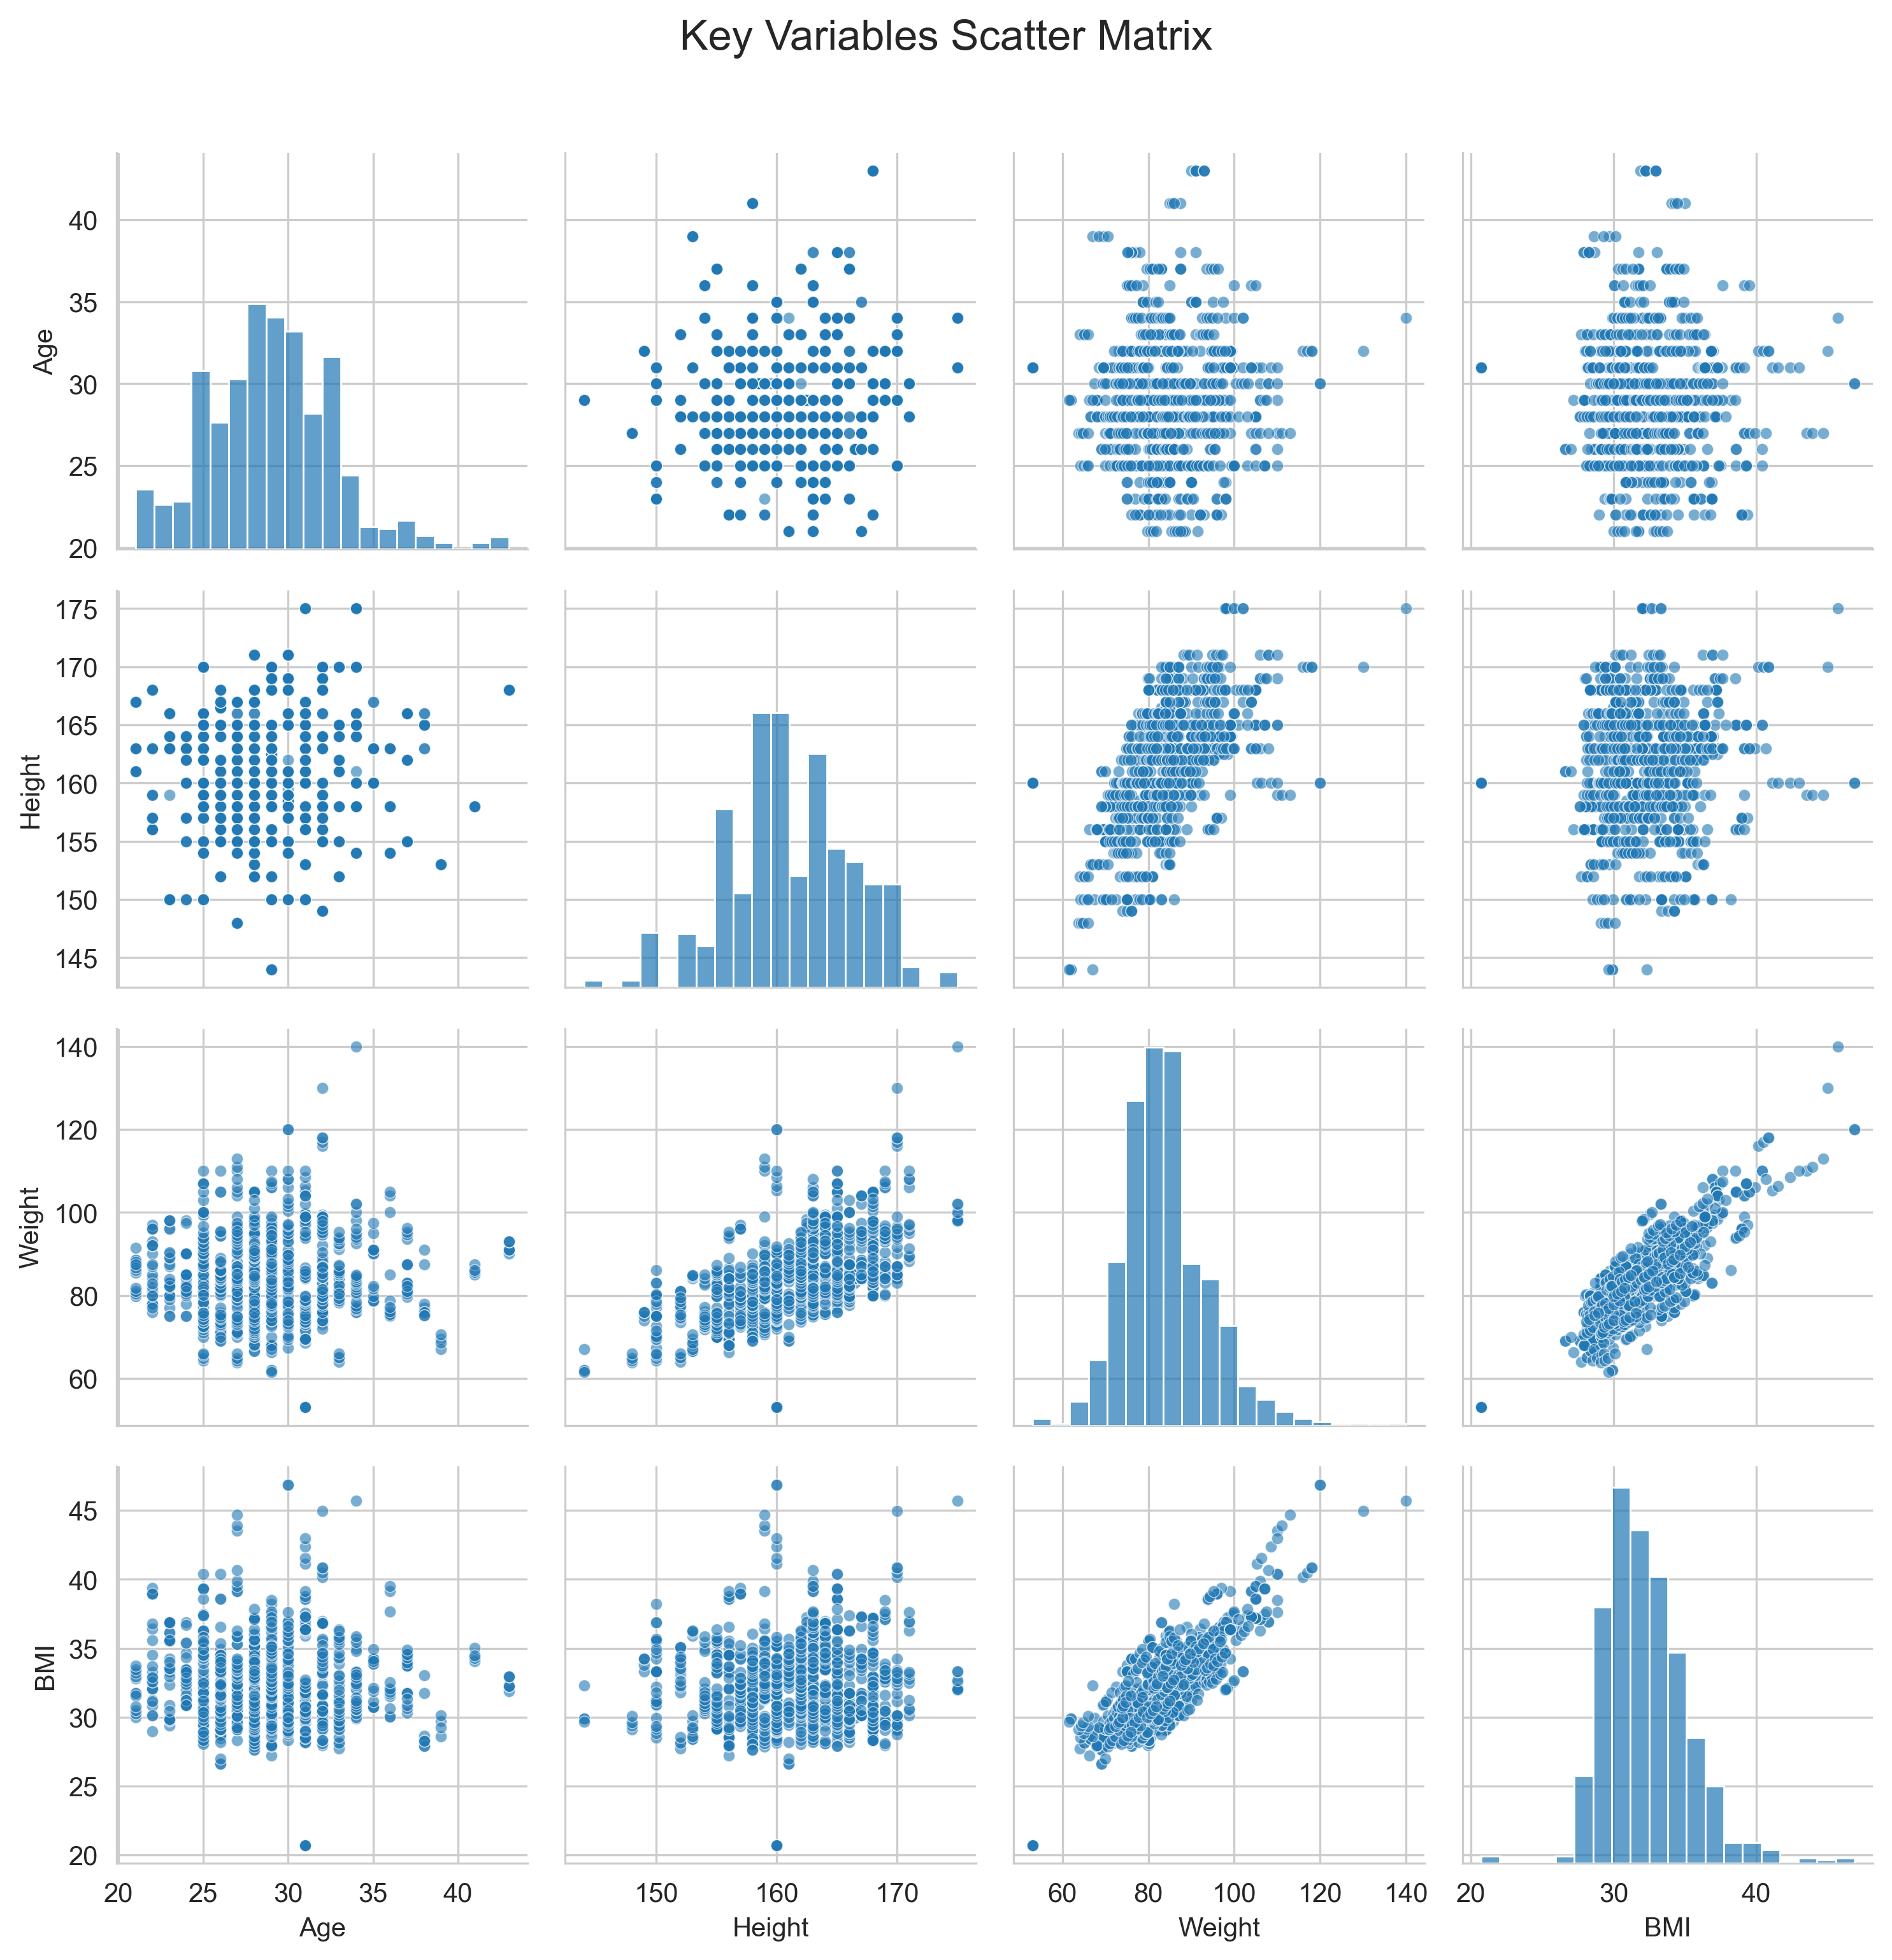 Key Variables Scatter Matrix
40
35
30
25
20
Age
175
170
165
160
155
150
145
Height
140
120
100
80
60
Weight
45
40
35
30
25
20
BMI
20 25 30 35 40
150 160 170
60 80 100 120 140
20 30 40
Age Height Weight BMI